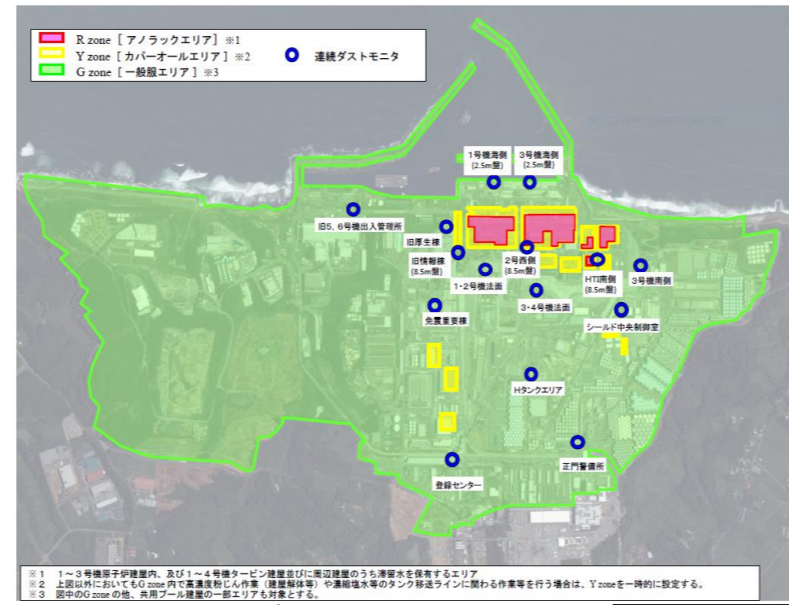 R zone [ アノラックエリア ] ※1
Y zone [ カバーオールエリア ] ※2
G zone [ 一般服エリア ] ※3
連続ダストモニタ
1号機海側
(2.5m盤)
3号機海側
(2.5m盤)
旧5, 6号機出入管理所
旧厚生棟
旧情報棟
(8.5m盤)
2号西側
(8.5m盤)
1・2号機法面
HTI南側
(8.5m盤)
3号機南側
3・4号機法面
免震重要棟
シールド中央制御室
Hタンクエリア
正門警備所
登録センター
※1 1～3号機原子炉建屋内、及び1～4号機タービン建屋並びに周辺建屋のうち滞留水を保有するエリア
※2 上図以外においてもG zone 内で高濃度粉じん作業（建屋解体等）や濃縮塩水等のタンク移送ラインに関わる作業等を行う場合は、Y zoneを一時的に設定する。
※3 図中のG zone の他、共用プール建屋の一部エリアも対象とする。